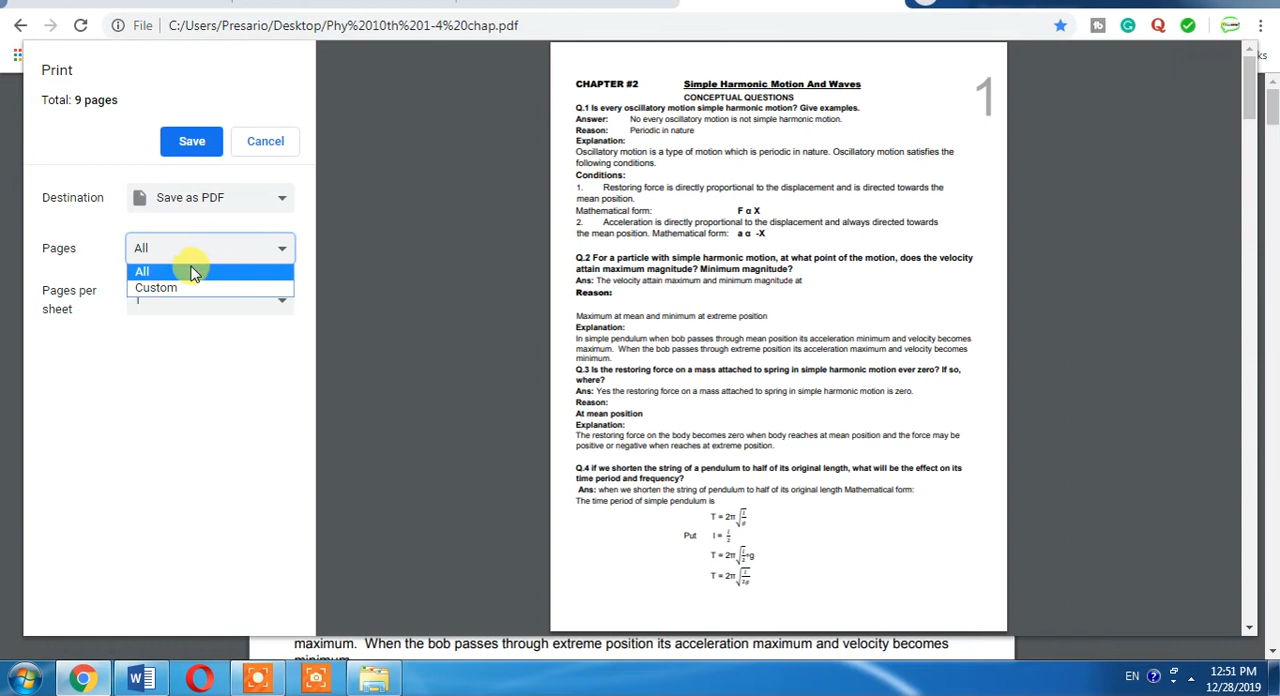 File C:/Users/Presario/Desktop/Phy%2010th%201-4%20chap.pdf
Print
Total: 9 pages
Save Cancel
Destination Save as PDF
Pages All
All
Custom
Pages per
sheet
1
CHAPTER #2 Simple Harmonic Motion And Waves
CONCEPTUAL QUESTIONS
Q.1 Is every oscillatory motion simple harmonic motion? Give examples.
Answer: No every oscillatory motion is not simple harmonic motion.
Reason: Periodic in nature
Explanation:
Oscillatory motion is a type of motion which is periodic in nature. Oscillatory motion satisfies the
following conditions.
Conditions:
1. Restoring force is directly proportional to the displacement and is directed towards the
mean position.
Mathematical form: F α X
2. Acceleration is directly proportional to the displacement and always directed towards
the mean position. Mathematical form: a α -X
Q.2 For a particle with simple harmonic motion, at what point of the motion, does the velocity
attain maximum magnitude? Minimum magnitude?
Ans: The velocity attain maximum and minimum magnitude at
Reason:
Maximum at mean and minimum at extreme position
Explanation:
In simple pendulum when bob passes through mean position its acceleration minimum and velocity becomes
maximum. When the bob passes through extreme position its acceleration maximum and velocity becomes
minimum.
Q.3 Is the restoring force on a mass attached to spring in simple harmonic motion ever zero? If so,
where?
Ans: Yes the restoring force on a mass attached to spring in simple harmonic motion is zero.
Reason:
At mean position
Explanation:
The restoring force on the body becomes zero when body reaches at mean position and the force may be
positive or negative when reaches at extreme position.
Q.4 if we shorten the string of a pendulum to half of its original length, what will be the effect on its
time period and frequency?
Ans: when we shorten the string of pendulum to half of its original length Mathematical form:
The time period of simple pendulum is
T = 2π√l/g
Put l = l/2
T = 2π√l/2÷g
T = 2π√l/2g
maximum. When the bob passes through extreme position its acceleration maximum and velocity becomes
EN 12:51 PM
12/28/2019